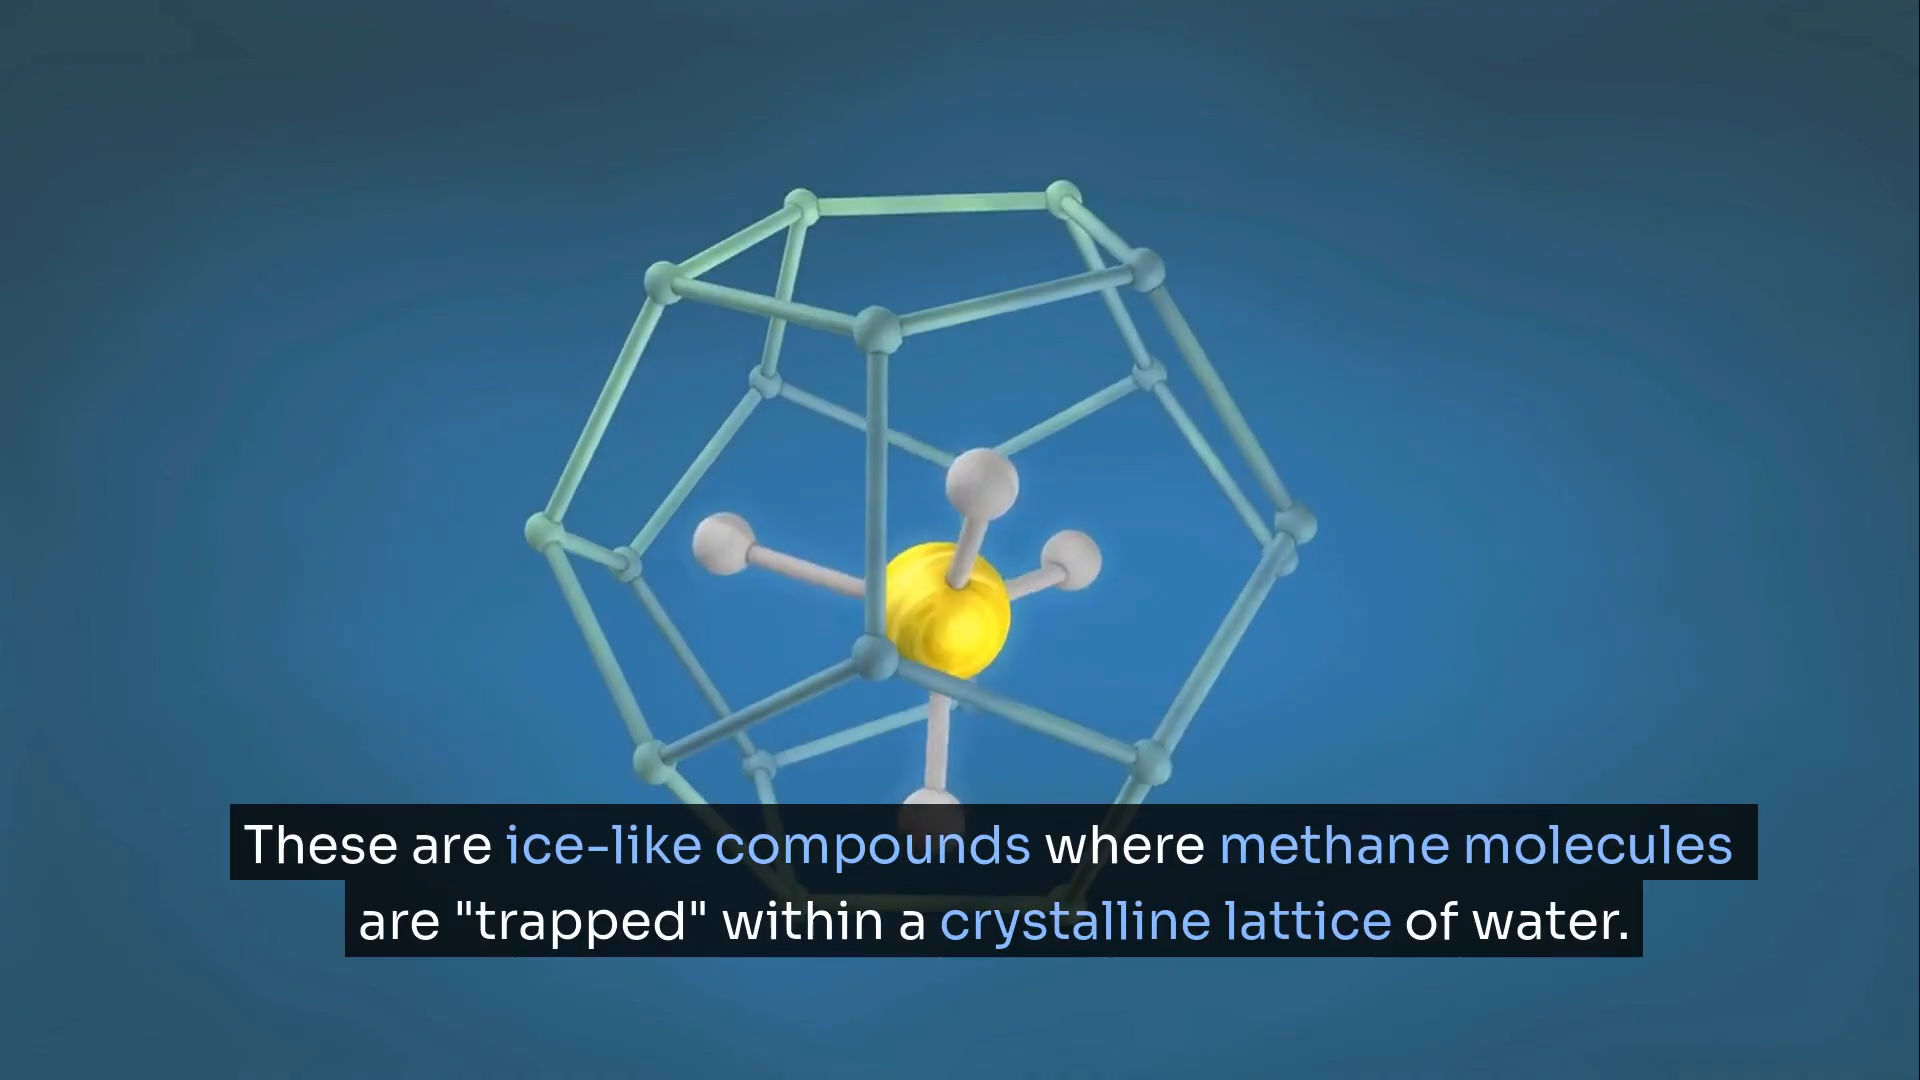 These are ice-like compounds where methane molecules
are "trapped" within a crystalline lattice of water.